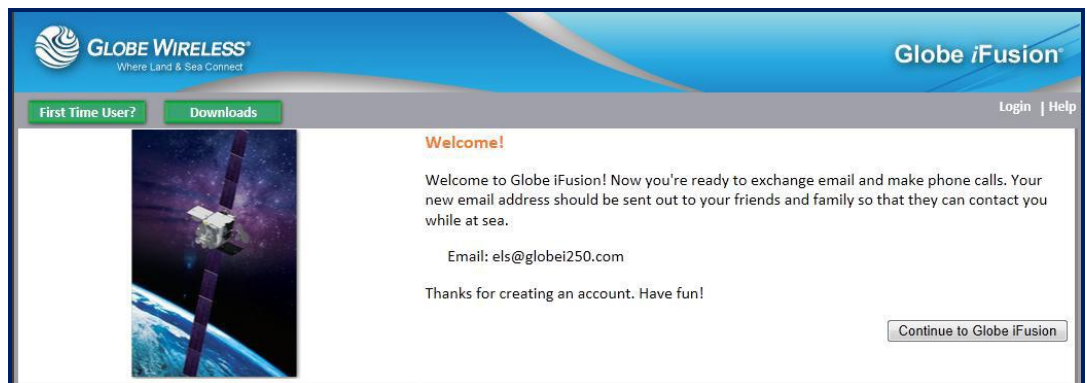 GLOBE WIRELESS®
Where Land & Sea Connect
Globe iFusion®
First Time User?
Downloads
Login | Help
Welcome!
Welcome to Globe iFusion! Now you're ready to exchange email and make phone calls. Your
new email address should be sent out to your friends and family so that they can contact you
while at sea.
Email: els@globei250.com
Thanks for creating an account. Have fun!
Continue to Globe iFusion